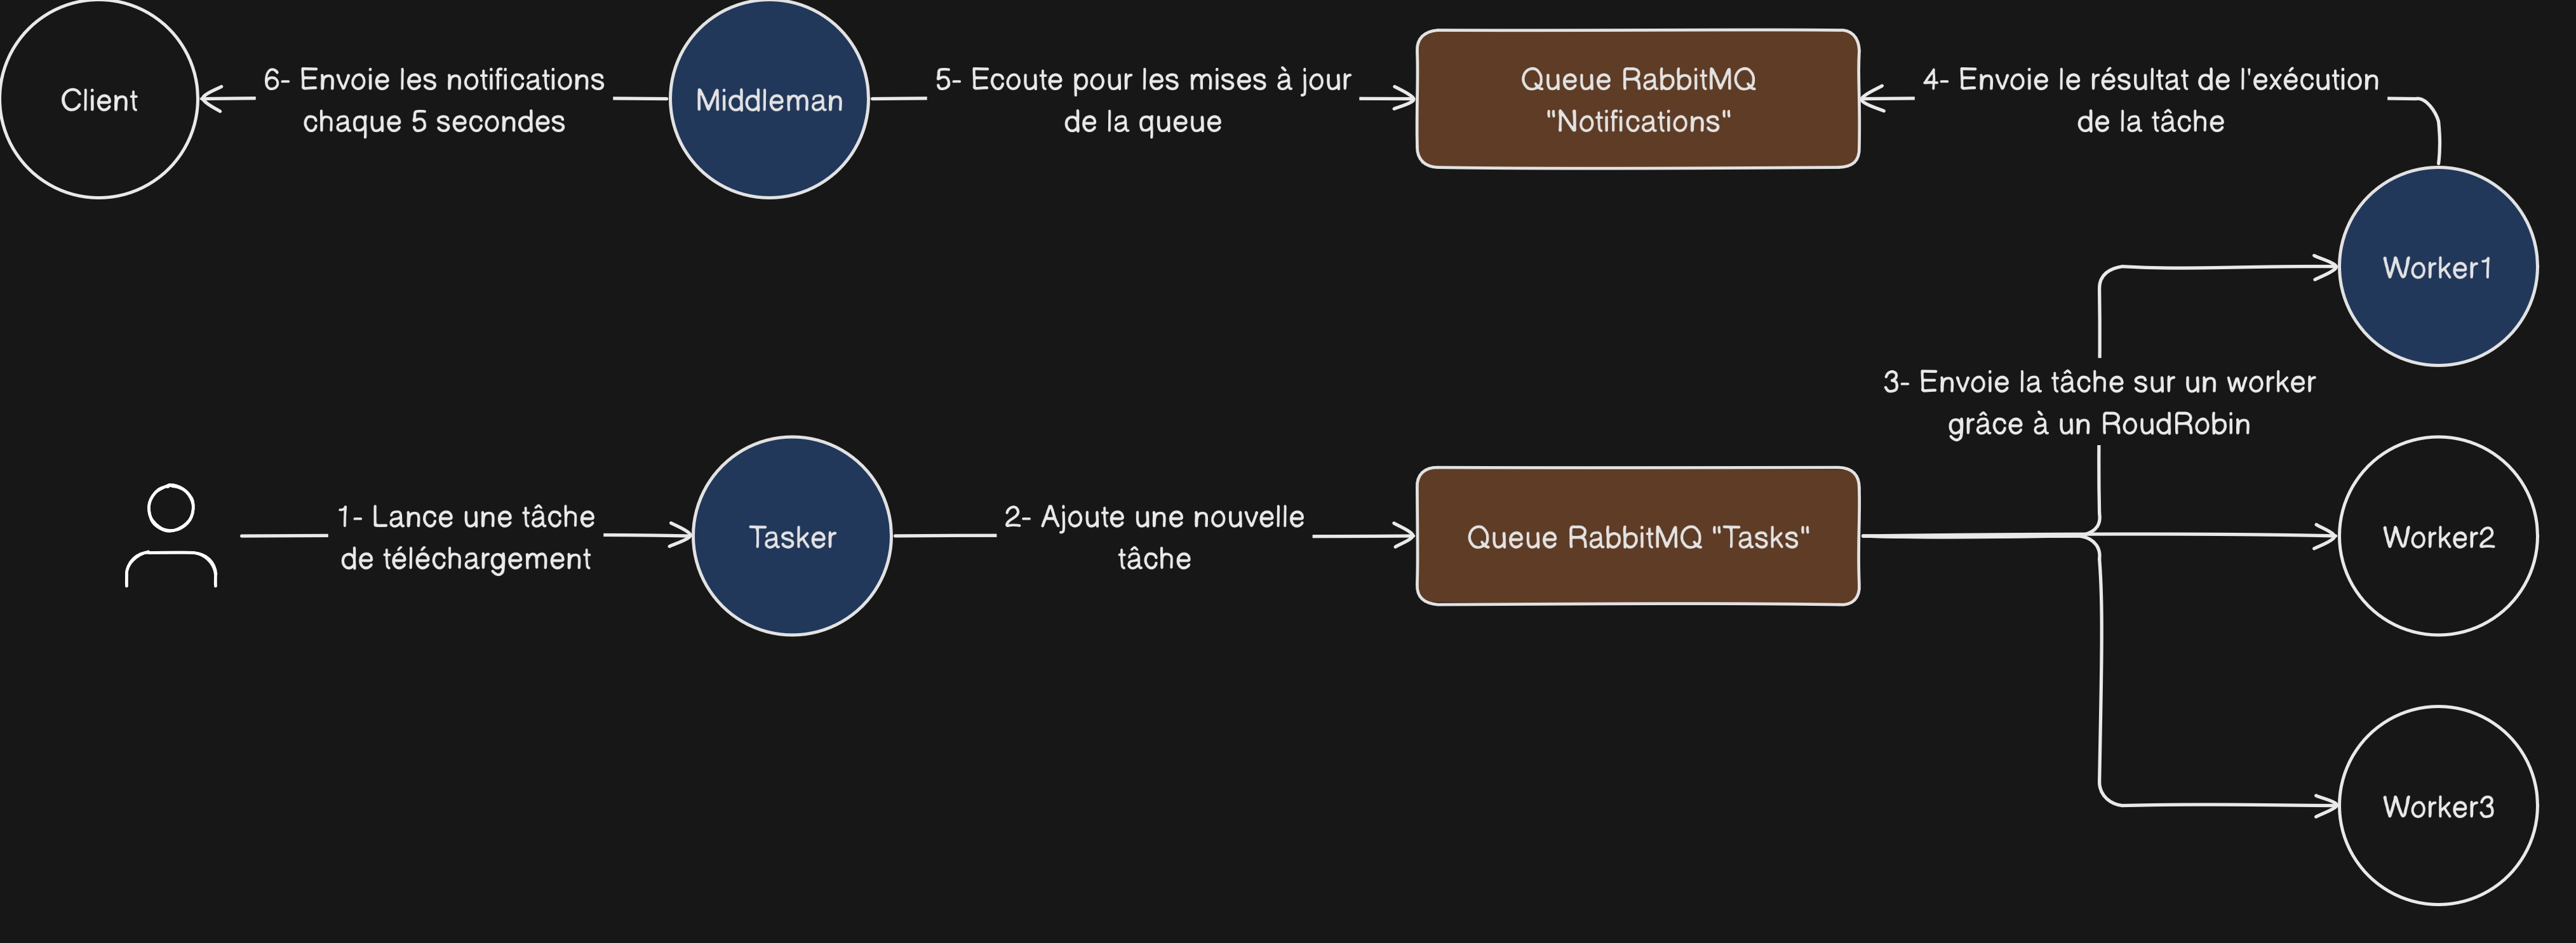 Client
6- Envoie les notifications
chaque 5 secondes
Middleman
5- Ecoute pour les mises à jour
de la queue
Queue RabbitMQ
"Notifications"
4- Envoie le résultat de l'exécution
de la tâche
Worker1
3- Envoie la tâche sur un worker
grâce à un RoudRobin
1- Lance une tâche
de téléchargement
Tasker
2- Ajoute une nouvelle
tâche
Queue RabbitMQ "Tasks"
Worker2
Worker3